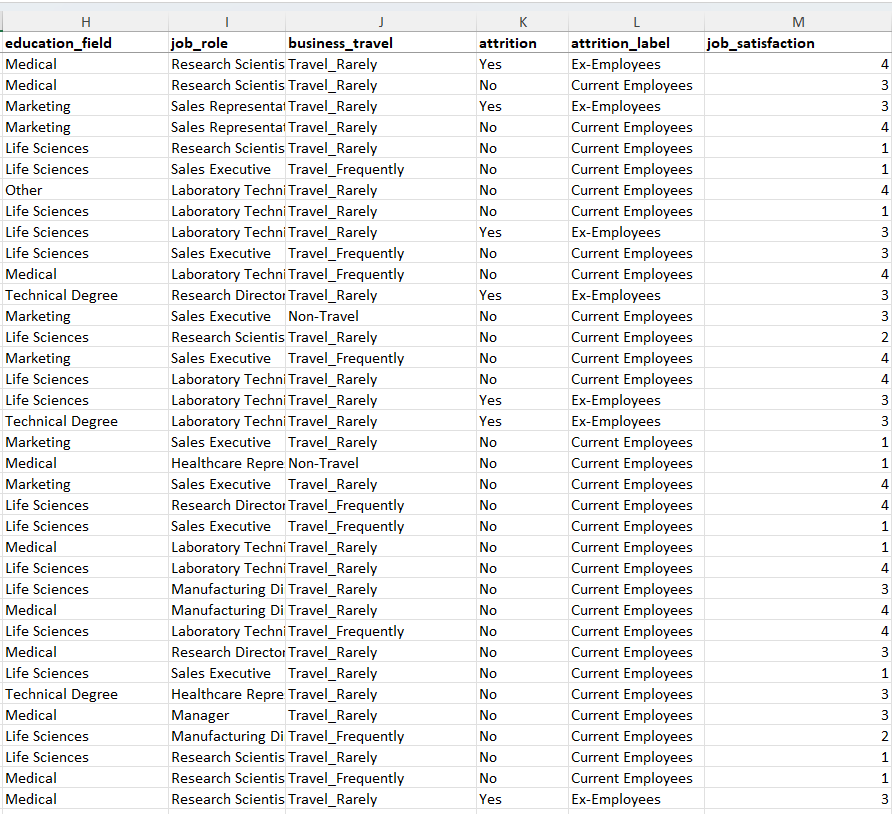 H I J K L M
education_field job_role business_travel attrition attrition_label job_satisfaction
Medical Research Scientis Travel_Rarely Yes Ex-Employees 4
Medical Research Scientis Travel_Rarely No Current Employees 3
Marketing Sales Representat Travel_Rarely Yes Ex-Employees 3
Marketing Sales Representat Travel_Rarely No Current Employees 4
Life Sciences Research Scientis Travel_Rarely No Current Employees 1
Life Sciences Sales Executive Travel_Frequently No Current Employees 1
Other Laboratory Techni Travel_Rarely No Current Employees 4
Life Sciences Laboratory Techni Travel_Rarely No Current Employees 1
Life Sciences Laboratory Techni Travel_Rarely Yes Ex-Employees 3
Life Sciences Sales Executive Travel_Frequently No Current Employees 3
Medical Laboratory Techni Travel_Frequently No Current Employees 4
Technical Degree Research Director Travel_Rarely Yes Ex-Employees 3
Marketing Sales Executive Non-Travel No Current Employees 3
Life Sciences Research Scientis Travel_Rarely No Current Employees 2
Marketing Sales Executive Travel_Frequently No Current Employees 4
Life Sciences Laboratory Techni Travel_Rarely No Current Employees 4
Life Sciences Laboratory Techni Travel_Rarely Yes Ex-Employees 3
Technical Degree Laboratory Techni Travel_Rarely Yes Ex-Employees 3
Marketing Sales Executive Travel_Rarely No Current Employees 1
Medical Healthcare Repre Non-Travel No Current Employees 1
Marketing Sales Executive Travel_Rarely No Current Employees 4
Life Sciences Research Director Travel_Frequently No Current Employees 4
Life Sciences Sales Executive Travel_Frequently No Current Employees 1
Medical Laboratory Techni Travel_Rarely No Current Employees 1
Life Sciences Laboratory Techni Travel_Rarely No Current Employees 4
Life Sciences Manufacturing Di Travel_Rarely No Current Employees 3
Medical Manufacturing Di Travel_Rarely No Current Employees 4
Life Sciences Laboratory Techni Travel_Frequently No Current Employees 4
Medical Research Director Travel_Rarely No Current Employees 3
Life Sciences Sales Executive Travel_Rarely No Current Employees 1
Technical Degree Healthcare Repre Travel_Rarely No Current Employees 3
Medical Manager Travel_Rarely No Current Employees 3
Life Sciences Manufacturing Di Travel_Frequently No Current Employees 2
Life Sciences Research Scientis Travel_Rarely No Current Employees 1
Medical Research Scientis Travel_Frequently No Current Employees 1
Medical Research Scientis Travel_Rarely Yes Ex-Employees 3